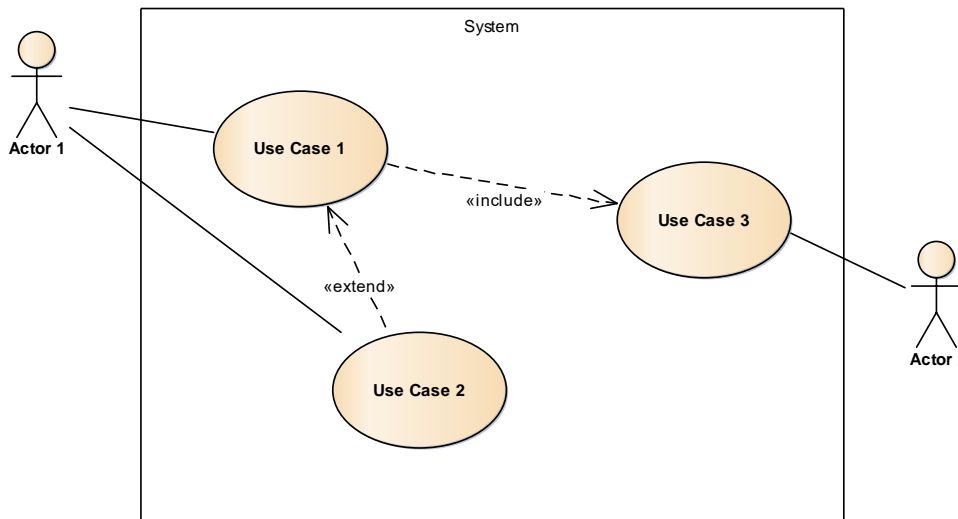 System
Actor 1
Use Case 1
«include»
Use Case 3
«extend»
Actor
Use Case 2